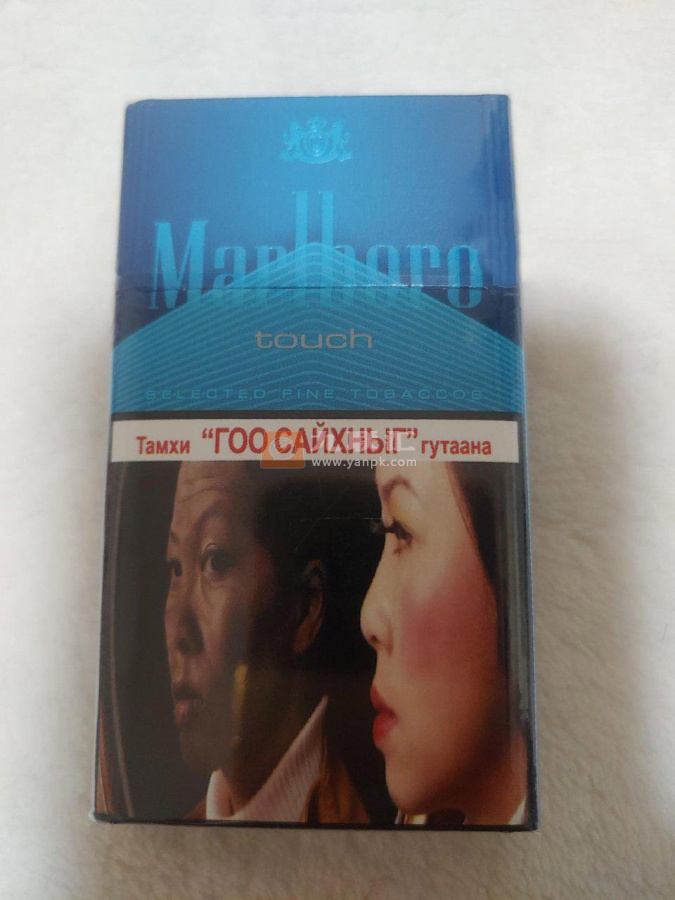 Marlboro
touch
SELECTED FINE TOBACCOS
Тамхи "ГОО САЙХНЫГ" гутаана
www.yanpk.com